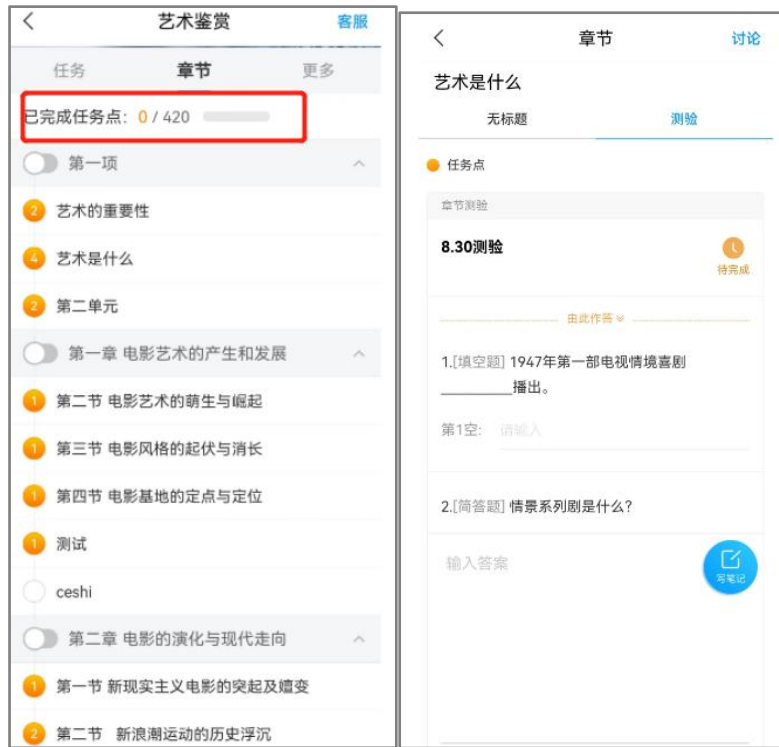 艺术鉴赏
客服
任务
章节
更多
已完成任务点: 0 / 420
第一项
2 艺术的重要性
4 艺术是什么
2 第二单元
第一章 电影艺术的产生和发展
1 第二节 电影艺术的萌生与崛起
1 第三节 电影风格的起伏与消长
1 第四节 电影基地的定点与定位
1 测试
ceshi
第二章 电影的演化与现代走向
1 第一节 新现实主义电影的突起及嬗变
2 第二节 新浪潮运动的历史浮沉
章节
讨论
艺术是什么
无标题
测验
任务点
章节测验
8.30测验
待完成
由此作答
1.[填空题] 1947年第一部电视情境喜剧
________播出。
第1空: 请输入
2.[简答题] 情景系列剧是什么?
输入答案
写笔记